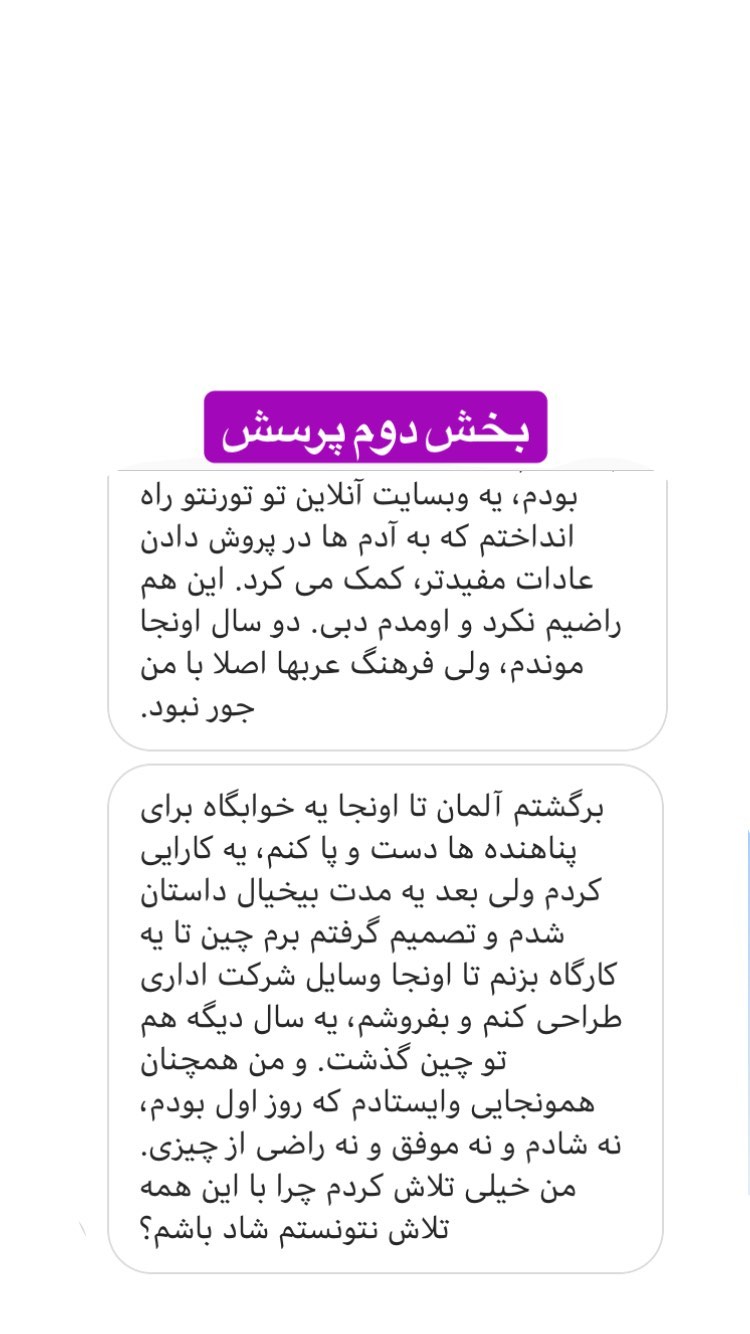 بخش دوم پرسش
بودم، یه وبسایت آنلاین تو تورنتو راه
انداختم که به آدم ها در پروش دادن
عادات مفیدتر، کمک می کرد. این هم
راضیم نکرد و اومدم دبی. دو سال اونجا
موندم، ولی فرهنگ عربها اصلا با من
جور نبود.
برگشتم آلمان تا اونجا یه خوابگاه برای
پناهنده ها دست و پا کنم، یه کارایی
کردم ولی بعد یه مدت بیخیال داستان
شدم و تصمیم گرفتم برم چین تا یه
کارگاه بزنم تا اونجا وسایل شرکت اداری
طراحی کنم و بفروشم، یه سال دیگه هم
تو چین گذشت. و من همچنان
همونجایی وایستادم که روز اول بودم،
نه شادم و نه موفق و نه راضی از چیزی.
من خیلی تلاش کردم چرا با این همه
تلاش نتونستم شاد باشم؟